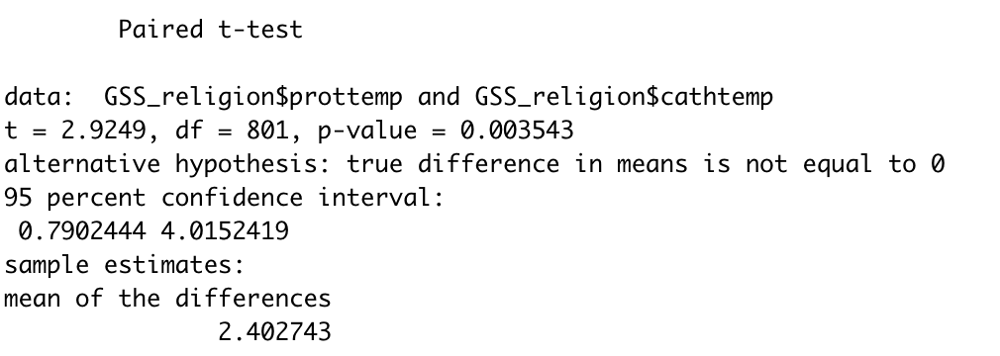 Paired t-test
data:  GSS_religion$prottemp and GSS_religion$cathtemp
t = 2.9249, df = 801, p-value = 0.003543
alternative hypothesis: true difference in means is not equal to 0
95 percent confidence interval:
0.7902444 4.0152419
sample estimates:
mean of the differences
2.402743